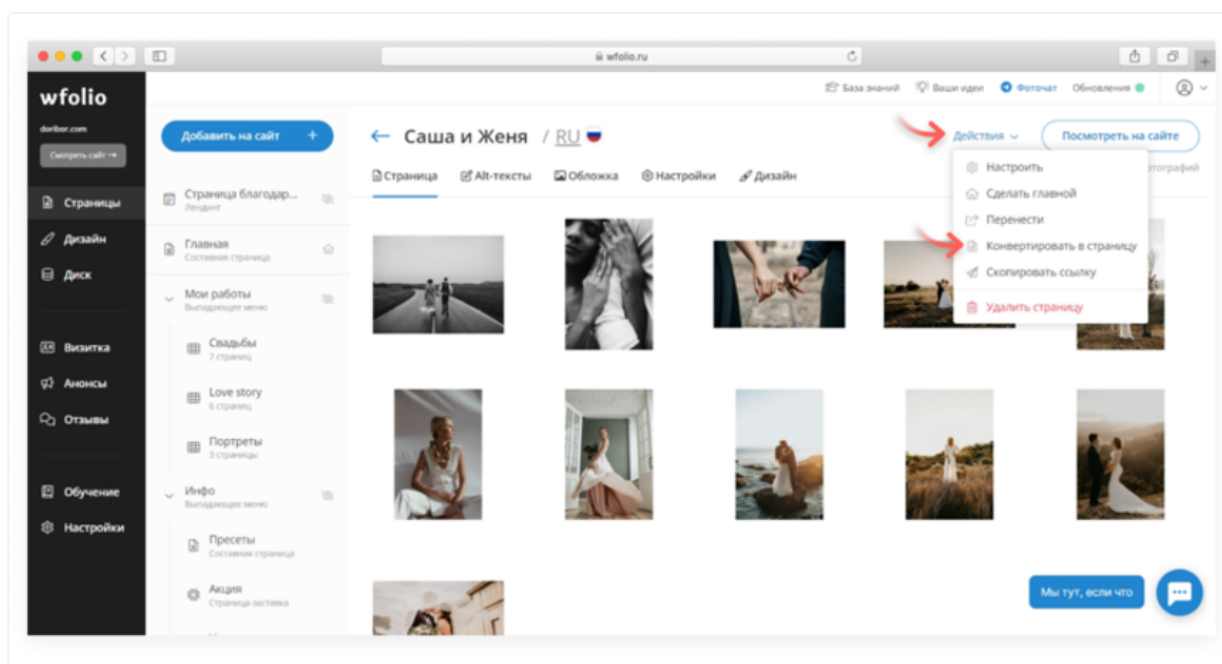 wfolio.ru
wfolio
doribor.com
Смотреть сайт →
Страницы
Дизайн
Диск
Визитка
Анонсы
Отзывы
Обучение
Настройки
База знаний
Ваши идеи
Фоточат
Обновления
Добавить на сайт +
Страница благодар...
Лендинг
Главная
Составная страница
Мои работы
Выпадающее меню
Свадьбы
7 страниц
Love story
6 страниц
Портреты
3 страницы
Инфо
Выпадающее меню
Пресеты
Составная страница
Акция
Страница-заставка
← Саша и Женя / RU
Действия
Посмотреть на сайте
Страница
Alt-тексты
Обложка
Настройки
Дизайн
Настроить
Сделать главной
Перенести
Конвертировать в страницу
Скопировать ссылку
Удалить страницу
Мы тут, если что